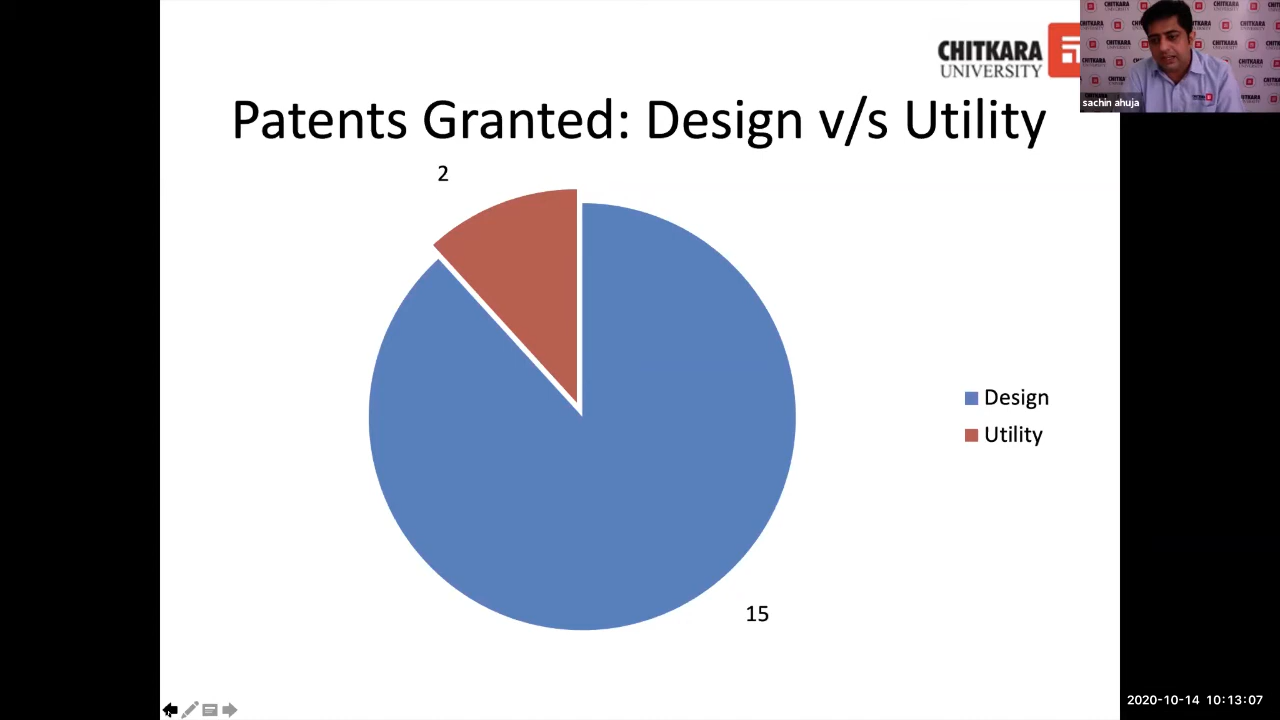 CHITKARA
UNIVERSITY
sachin ahuja
Patents Granted: Design v/s Utility
2
Design
Utility
15
2020-10-14 10:13:07